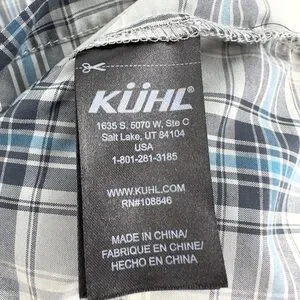 KÜHL
1635 S. 5070 W, Ste C
Salt Lake, UT 84104
USA
1-801-281-3185
WWW.KUHL.COM
RN#108846
MADE IN CHINA/
FABRIQUE EN CHINE/
HECHO EN CHINA